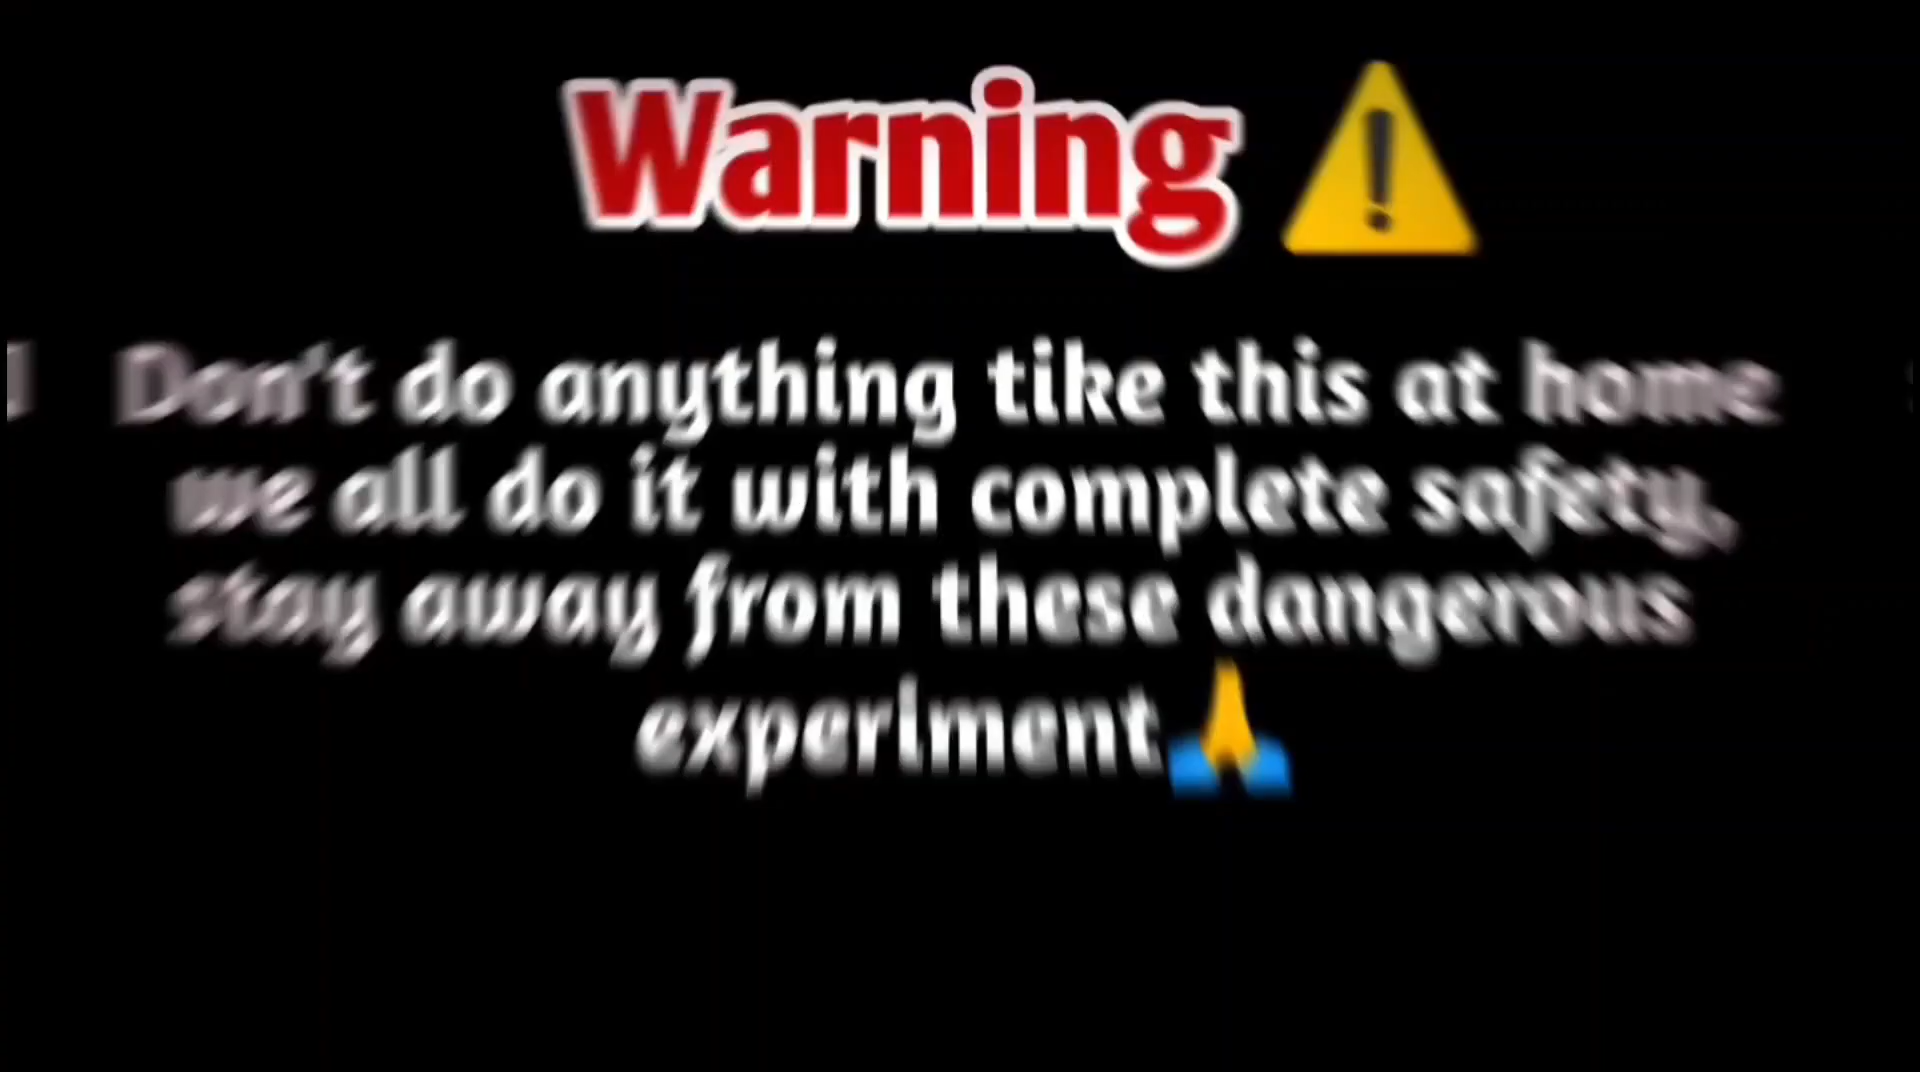 Warning ⚠️
Don't do anything tike this at home
we all do it with complete safety,
stay away from these dangerous
experiment🙏